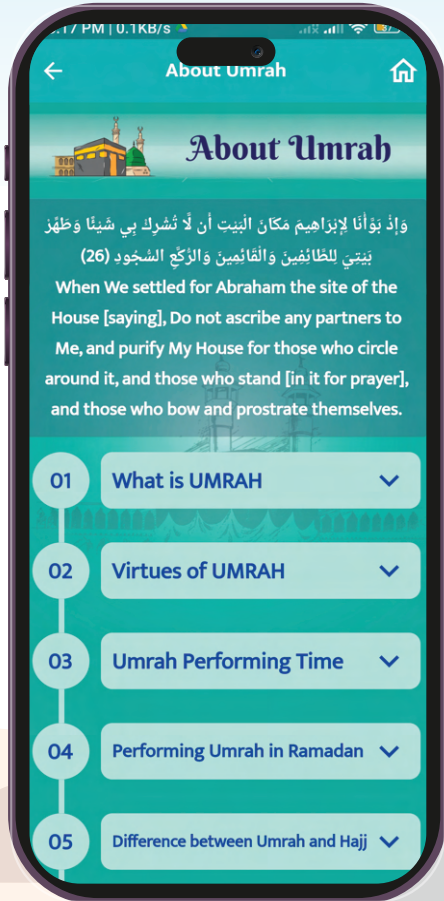 :17 PM | 0.1KB/s
About Umrah
About Umrah
وَإِذْ بَوَّأْنَا لِإِبْرَاهِيمَ مَكَانَ الْبَيْتِ أَن لَّا تُشْرِكْ بِي شَيْئًا وَطَهِّرْ
بَيْتِيَ لِلطَّائِفِينَ وَالْقَائِمِينَ وَالرُّكَّعِ السُّجُودِ (26)
When We settled for Abraham the site of the
House [saying], Do not ascribe any partners to
Me, and purify My House for those who circle
around it, and those who stand [in it for prayer],
and those who bow and prostrate themselves.
01 What is UMRAH
02 Virtues of UMRAH
03 Umrah Performing Time
04 Performing Umrah in Ramadan
05 Difference between Umrah and Hajj